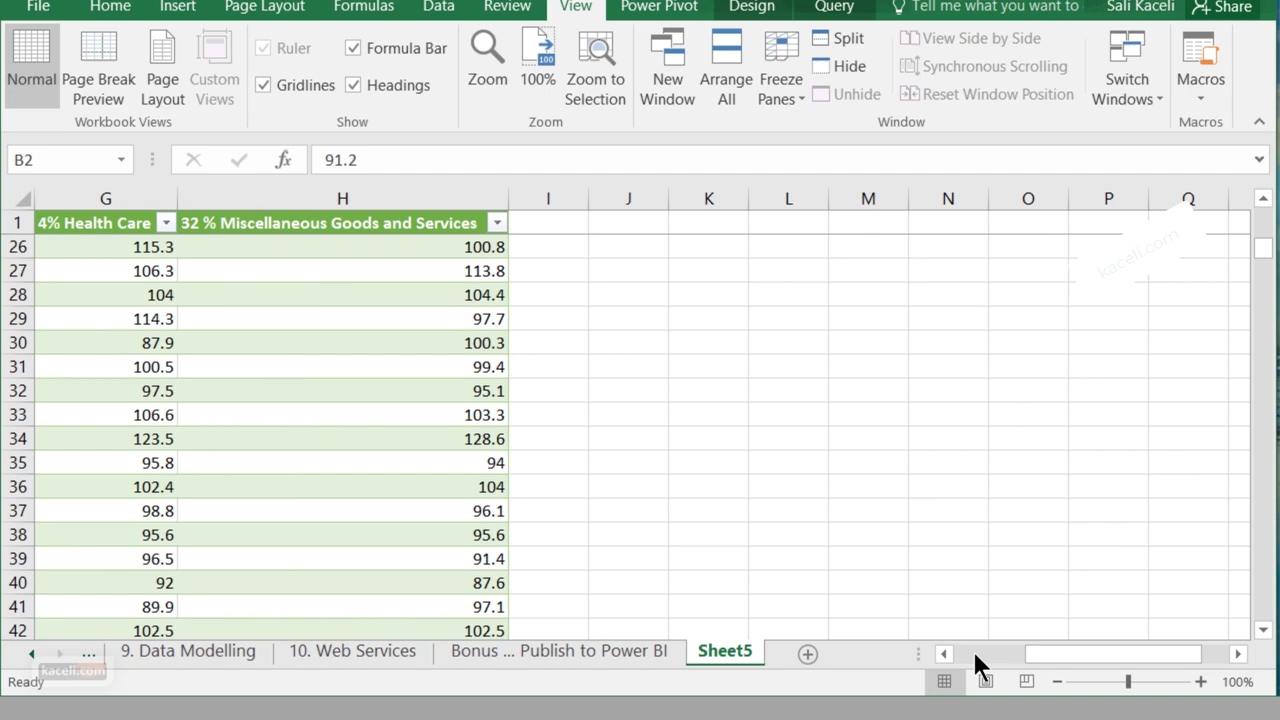 File Home Insert Page Layout Formulas Data Review View Power Pivot Design Query Tell me what you want to Sali Kaceli Share
Normal
Page Break Preview
Page Layout
Custom Views
Workbook Views
Ruler
Formula Bar
Gridlines
Headings
Show
Zoom
100
100%
Zoom to Selection
Zoom
New Window
Arrange All
Freeze Panes
Split
Hide
Unhide
View Side by Side
Synchronous Scrolling
Reset Window Position
Switch Windows
Window
Macros
Macros
B2 fx 91.2
G H I J K L M N O P Q
1 4% Health Care 32 % Miscellaneous Goods and Services
26 115.3 100.8
27 106.3 113.8
28 104 104.4
29 114.3 97.7
30 87.9 100.3
31 100.5 99.4
32 97.5 95.1
33 106.6 103.3
34 123.5 128.6
35 95.8 94
36 102.4 104
37 98.8 96.1
38 95.6 95.6
39 96.5 91.4
40 92 87.6
41 89.9 97.1
42 102.5 102.5
kaceli.com
... 9. Data Modelling 10. Web Services Bonus ... Publish to Power BI Sheet5
kaceli.com
Ready 100%